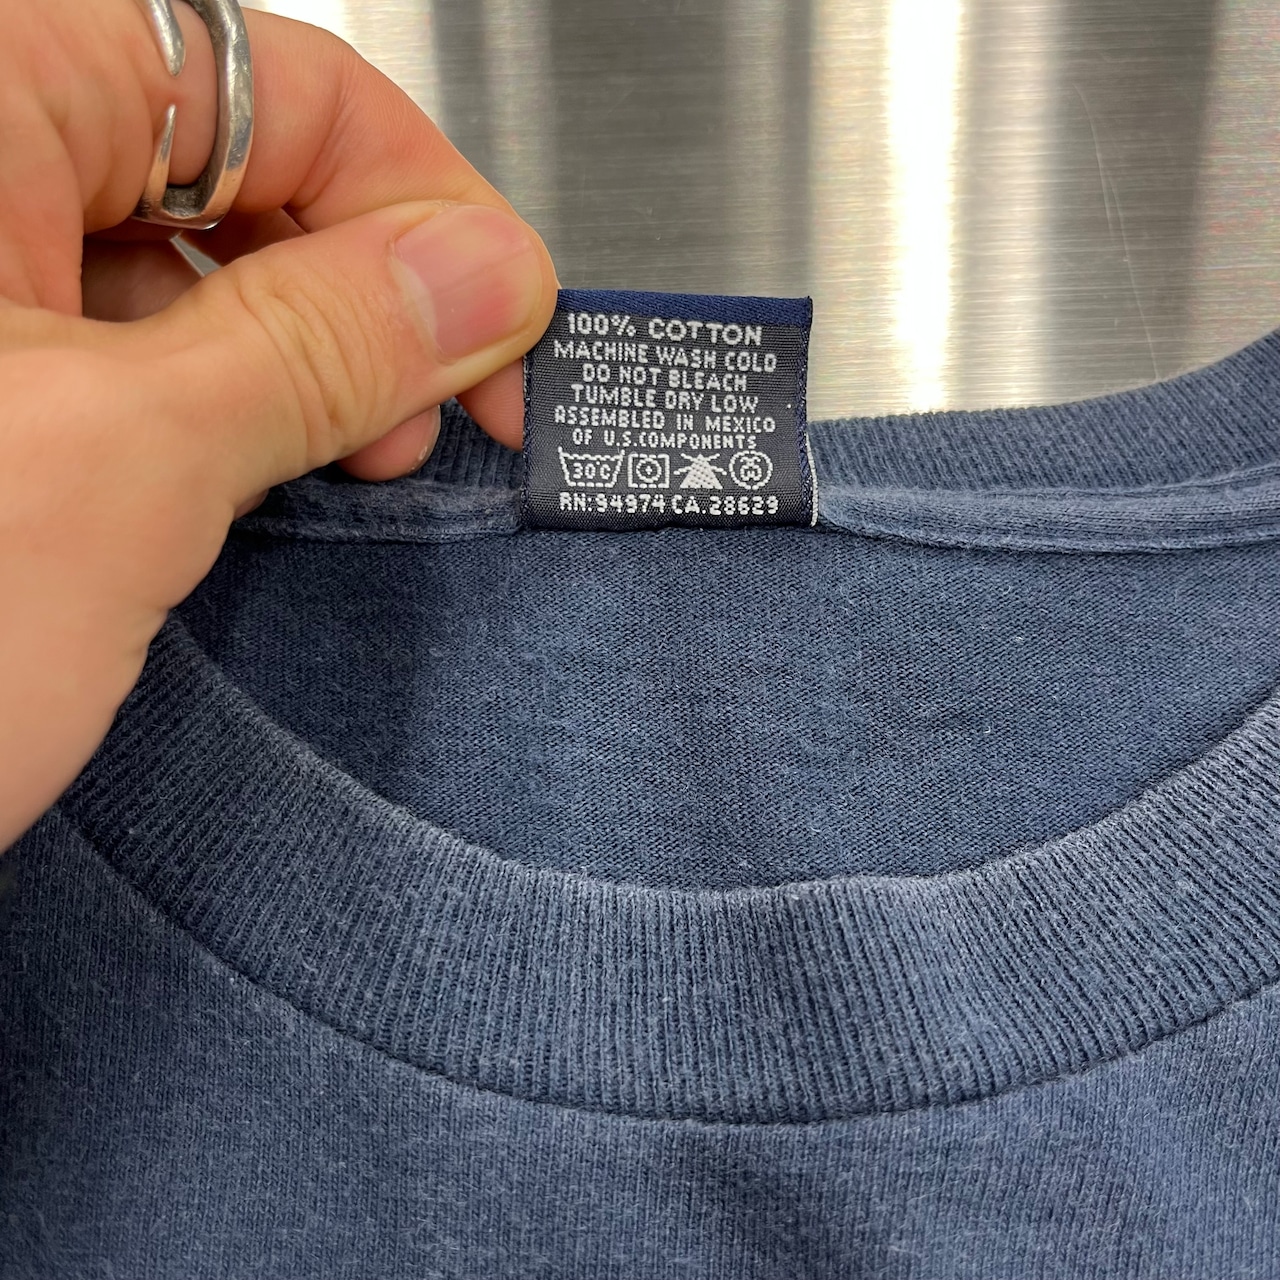 100% COTTON
MACHINE WASH COLD
DO NOT BLEACH
TUMBLE DRY LOW
ASSEMBLED IN MEXICO
OF U.S.COMPONENTS
30°C
RN:94974 CA.28629